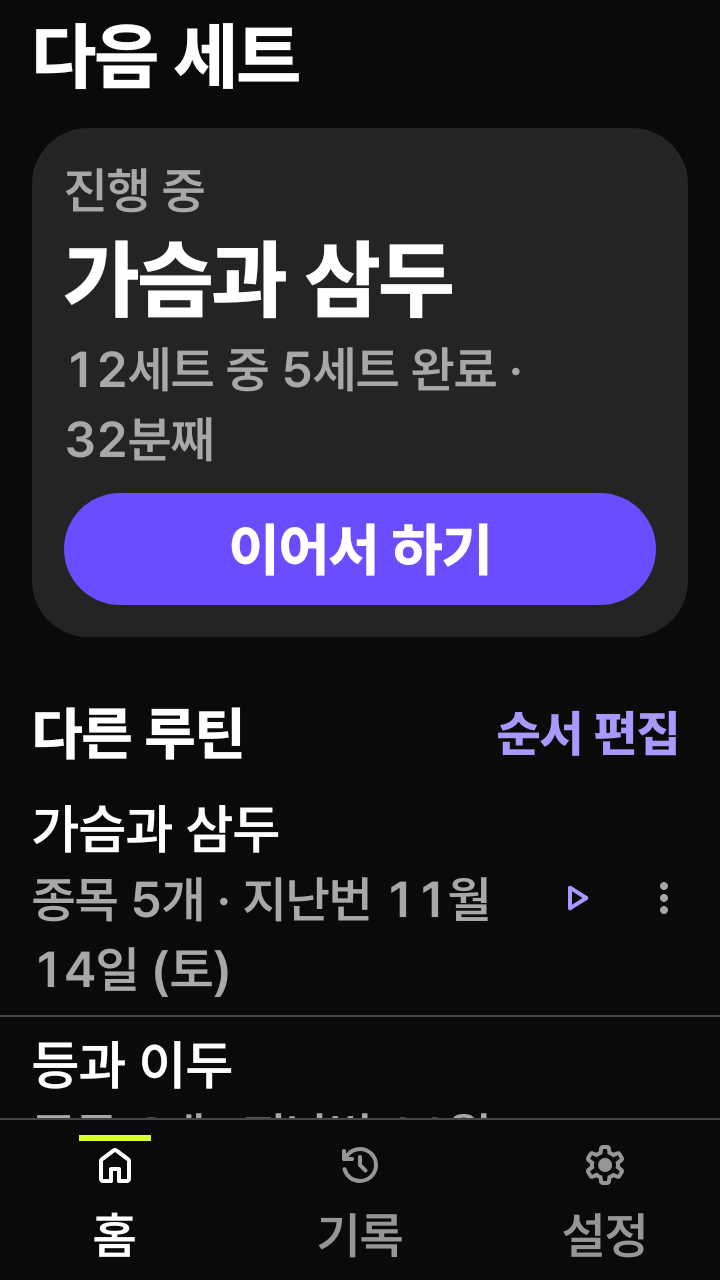 다음 세트
진행 중
가슴과 삼두
12세트 중 5세트 완료 ·
32분째
이어서 하기
다른 루틴
순서 편집
가슴과 삼두
종목 5개 · 지난번 11월
14일 (토)
등과 이두
홈
기록
설정